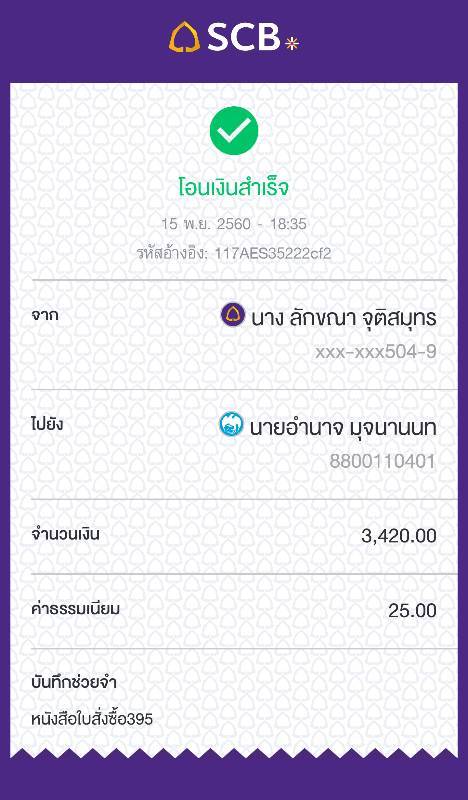 SCB
โอนเงินสำเร็จ
15 พ.ย. 2560 - 18:35
รหัสอ้างอิง: 117AES35222cf2
จาก
นาง ลักขณา จุติสมุทร
xxx-xxx504-9
ไปยัง
นายอำนาจ มุจนานนท
8800110401
จำนวนเงิน 3,420.00
ค่าธรรมเนียม 25.00
บันทึกช่วยจำ
หนังสือใบสั่งซื้อ395